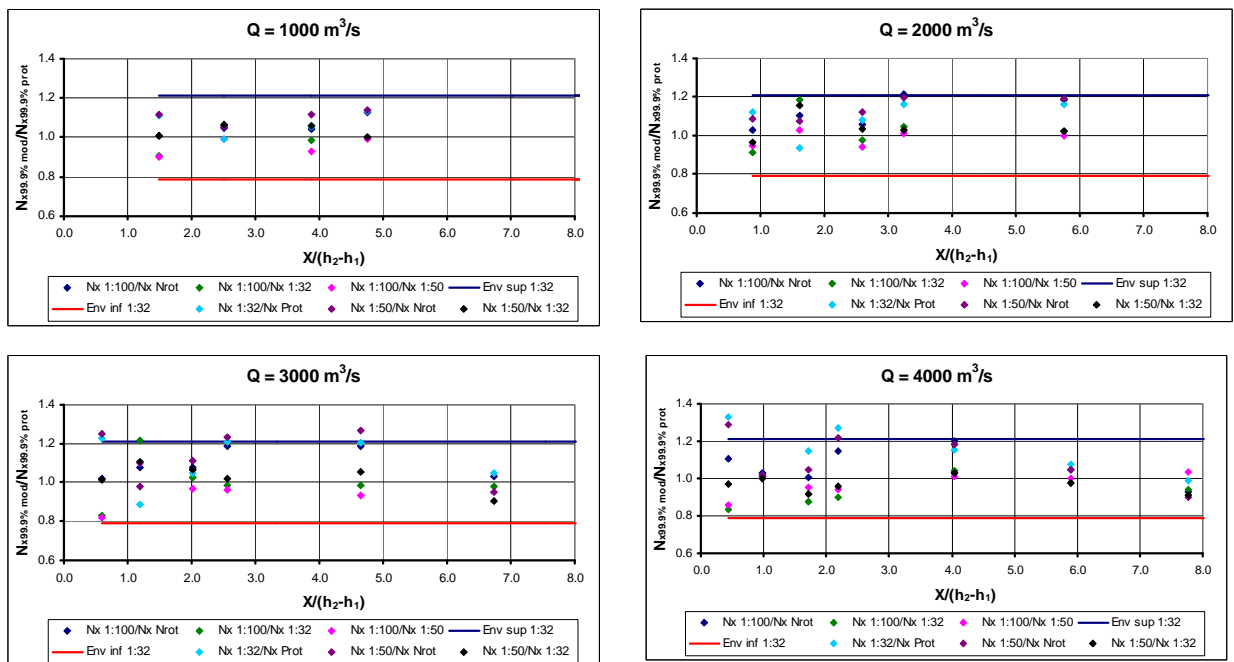 Q = 1000 m³/s
N x99.9% mod/N x99.9% prot
1.4
1.2
1.0
0.8
0.6
0.0 1.0 2.0 3.0 4.0 5.0 6.0 7.0 8.0
X/(h₂-h₁)
Nx 1:100/Nx Nrot Nx 1:100/Nx 1:32 Nx 1:100/Nx 1:50 Env sup 1:32
Env inf 1:32 Nx 1:32/Nx Prot Nx 1:50/Nx Nrot Nx 1:50/Nx 1:32
Q = 2000 m³/s
N x99.9% mod/N x99.9% prot
1.4
1.2
1.0
0.8
0.6
0.0 1.0 2.0 3.0 4.0 5.0 6.0 7.0 8.0
X/(h₂-h₁)
Nx 1:100/Nx Nrot Nx 1:100/Nx 1:32 Nx 1:100/Nx 1:50 Env sup 1:32
Env inf 1:32 Nx 1:32/Nx Prot Nx 1:50/Nx Nrot Nx 1:50/Nx 1:32
Q = 3000 m³/s
N x99.9% mod/N x99.9% prot
1.4
1.2
1.0
0.8
0.6
0.0 1.0 2.0 3.0 4.0 5.0 6.0 7.0 8.0
X/(h₂-h₁)
Nx 1:100/Nx Nrot Nx 1:100/Nx 1:32 Nx 1:100/Nx 1:50 Env sup 1:32
Env inf 1:32 Nx 1:32/Nx Prot Nx 1:50/Nx Nrot Nx 1:50/Nx 1:32
Q = 4000 m³/s
N x99.9% mod/N x99.9% prot
1.4
1.2
1.0
0.8
0.6
0.0 1.0 2.0 3.0 4.0 5.0 6.0 7.0 8.0
X/(h₂-h₁)
Nx 1:100/Nx Nrot Nx 1:100/Nx 1:32 Nx 1:100/Nx 1:50 Env sup 1:32
Env inf 1:32 Nx 1:32/Nx Prot Nx 1:50/Nx Nrot Nx 1:50/Nx 1:32